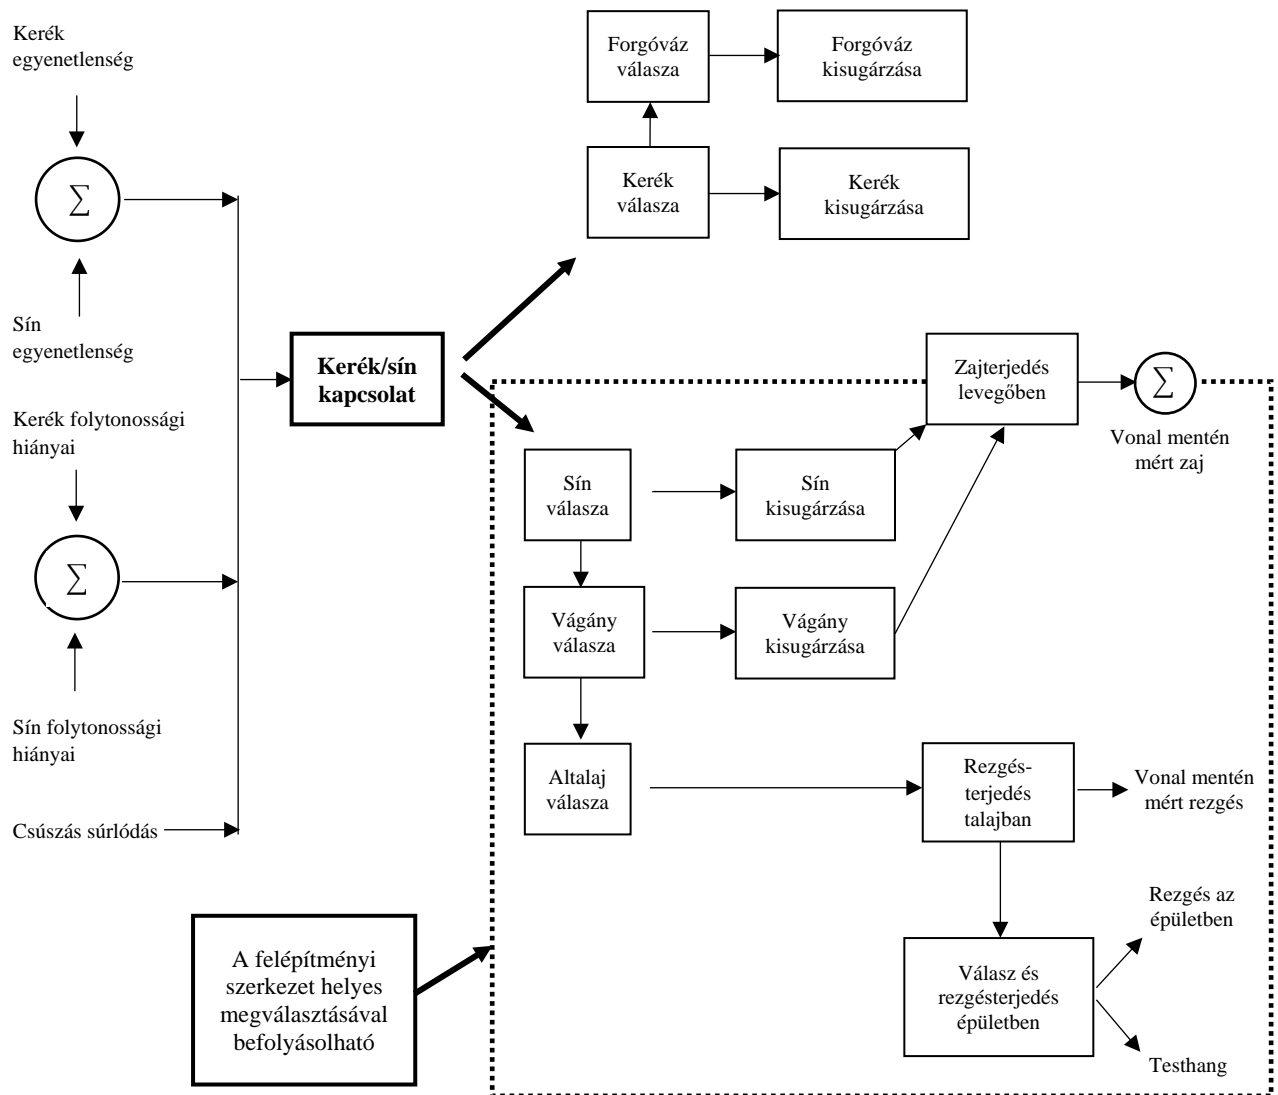 Kerék
egyenetlenség
∑
Sín
egyenetlenség
Kerék folytonossági
hiányai
∑
Sín folytonossági
hiányai
Csúszás súrlódás
Kerék/sín
kapcsolat
Forgóváz
válasza
Forgóváz
kisugárzása
Kerék
válasza
Kerék
kisugárzása
Zajterjedés
levegőben
∑
Vonal mentén
mért zaj
Sín
válasza
Sín
kisugárzása
Vágány
válasza
Vágány
kisugárzása
Altalaj
válasza
Rezgés-
terjedés
talajban
Vonal mentén
mért rezgés
Válasz és
rezgésterjedés
épületben
Rezgés az
épületben
Testhang
A felépítményi
szerkezet helyes
megválasztásával
befolyásolható